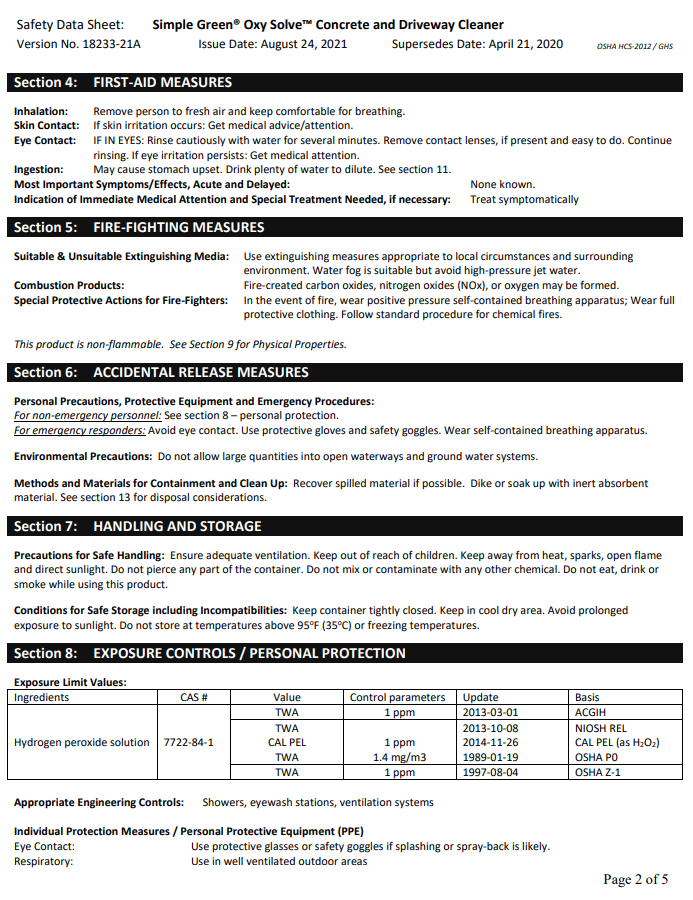 Safety Data Sheet: Simple Green® Oxy Solve™ Concrete and Driveway Cleaner
Version No. 18233-21A Issue Date: August 24, 2021 Supersedes Date: April 21, 2020 OSHA HCS-2012 / GHS
Section 4: FIRST-AID MEASURES
Inhalation: Remove person to fresh air and keep comfortable for breathing.
Skin Contact: If skin irritation occurs: Get medical advice/attention.
Eye Contact: IF IN EYES: Rinse cautiously with water for several minutes. Remove contact lenses, if present and easy to do. Continue
rinsing. If eye irritation persists: Get medical attention.
Ingestion: May cause stomach upset. Drink plenty of water to dilute. See section 11.
Most Important Symptoms/Effects, Acute and Delayed: None known.
Indication of Immediate Medical Attention and Special Treatment Needed, if necessary: Treat symptomatically
Section 5: FIRE-FIGHTING MEASURES
Suitable & Unsuitable Extinguishing Media: Use extinguishing measures appropriate to local circumstances and surrounding
environment. Water fog is suitable but avoid high-pressure jet water.
Combustion Products: Fire-created carbon oxides, nitrogen oxides (NOx), or oxygen may be formed.
Special Protective Actions for Fire-Fighters: In the event of fire, wear positive pressure self-contained breathing apparatus; Wear full
protective clothing. Follow standard procedure for chemical fires.
This product is non-flammable. See Section 9 for Physical Properties.
Section 6: ACCIDENTAL RELEASE MEASURES
Personal Precautions, Protective Equipment and Emergency Procedures:
For non-emergency personnel: See section 8 – personal protection.
For emergency responders: Avoid eye contact. Use protective gloves and safety goggles. Wear self-contained breathing apparatus.
Environmental Precautions: Do not allow large quantities into open waterways and ground water systems.
Methods and Materials for Containment and Clean Up: Recover spilled material if possible. Dike or soak up with inert absorbent
material. See section 13 for disposal considerations.
Section 7: HANDLING AND STORAGE
Precautions for Safe Handling: Ensure adequate ventilation. Keep out of reach of children. Keep away from heat, sparks, open flame
and direct sunlight. Do not pierce any part of the container. Do not mix or contaminate with any other chemical. Do not eat, drink or
smoke while using this product.
Conditions for Safe Storage including Incompatibilities: Keep container tightly closed. Keep in cool dry area. Avoid prolonged
exposure to sunlight. Do not store at temperatures above 95ºF (35ºC) or freezing temperatures.
Section 8: EXPOSURE CONTROLS / PERSONAL PROTECTION
Exposure Limit Values:
Ingredients CAS # Value Control parameters Update Basis
TWA 1 ppm 2013-03-01 ACGIH
TWA 2013-10-08 NIOSH REL
Hydrogen peroxide solution 7722-84-1 CAL PEL 1 ppm 2014-11-26 CAL PEL (as H₂O₂)
TWA 1.4 mg/m3 1989-01-19 OSHA P0
TWA 1 ppm 1997-08-04 OSHA Z-1
Appropriate Engineering Controls: Showers, eyewash stations, ventilation systems
Individual Protection Measures / Personal Protective Equipment (PPE)
Eye Contact: Use protective glasses or safety goggles if splashing or spray-back is likely.
Respiratory: Use in well ventilated outdoor areas
Page 2 of 5